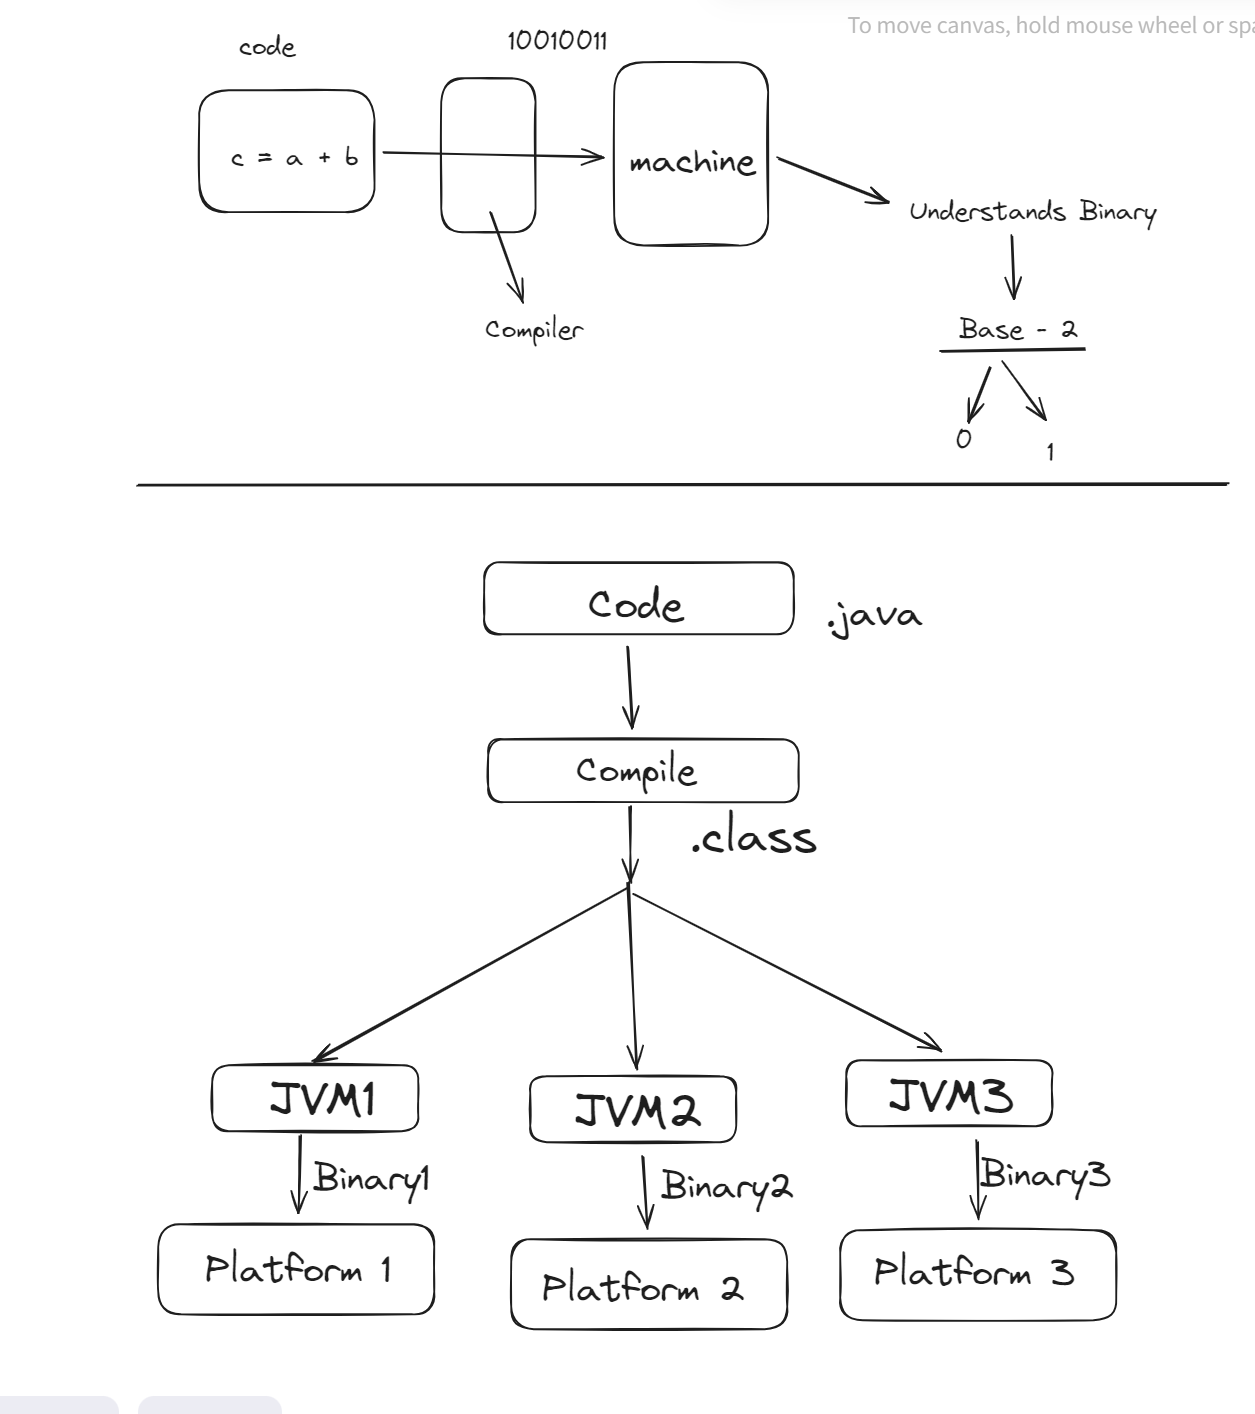 To move canvas, hold mouse wheel or spa
code
10010011
c = a + b
machine
Understands Binary
Compiler
Base - 2
0
1
Code
.java
Compile
.class
JVM1
JVM2
JVM3
Binary1
Binary2
Binary3
Platform 1
Platform 2
Platform 3